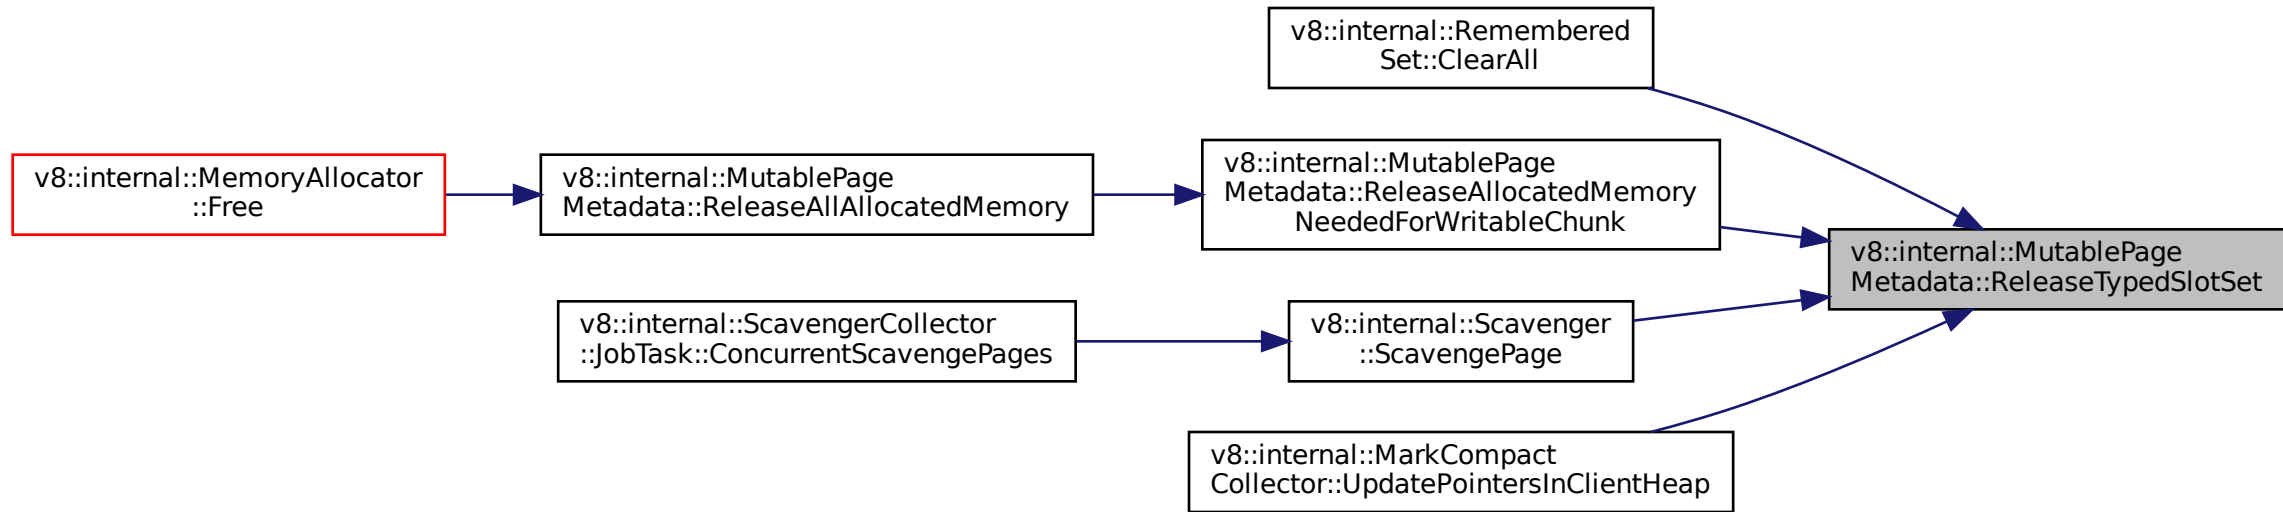 v8::internal::Remembered
Set::ClearAll
v8::internal::MemoryAllocator
::Free
v8::internal::MutablePage
Metadata::ReleaseAllAllocatedMemory
v8::internal::MutablePage
Metadata::ReleaseAllocatedMemory
NeededForWritableChunk
v8::internal::MutablePage
Metadata::ReleaseTypedSlotSet
v8::internal::ScavengerCollector
::JobTask::ConcurrentScavengePages
v8::internal::Scavenger
::ScavengePage
v8::internal::MarkCompact
Collector::UpdatePointersInClientHeap